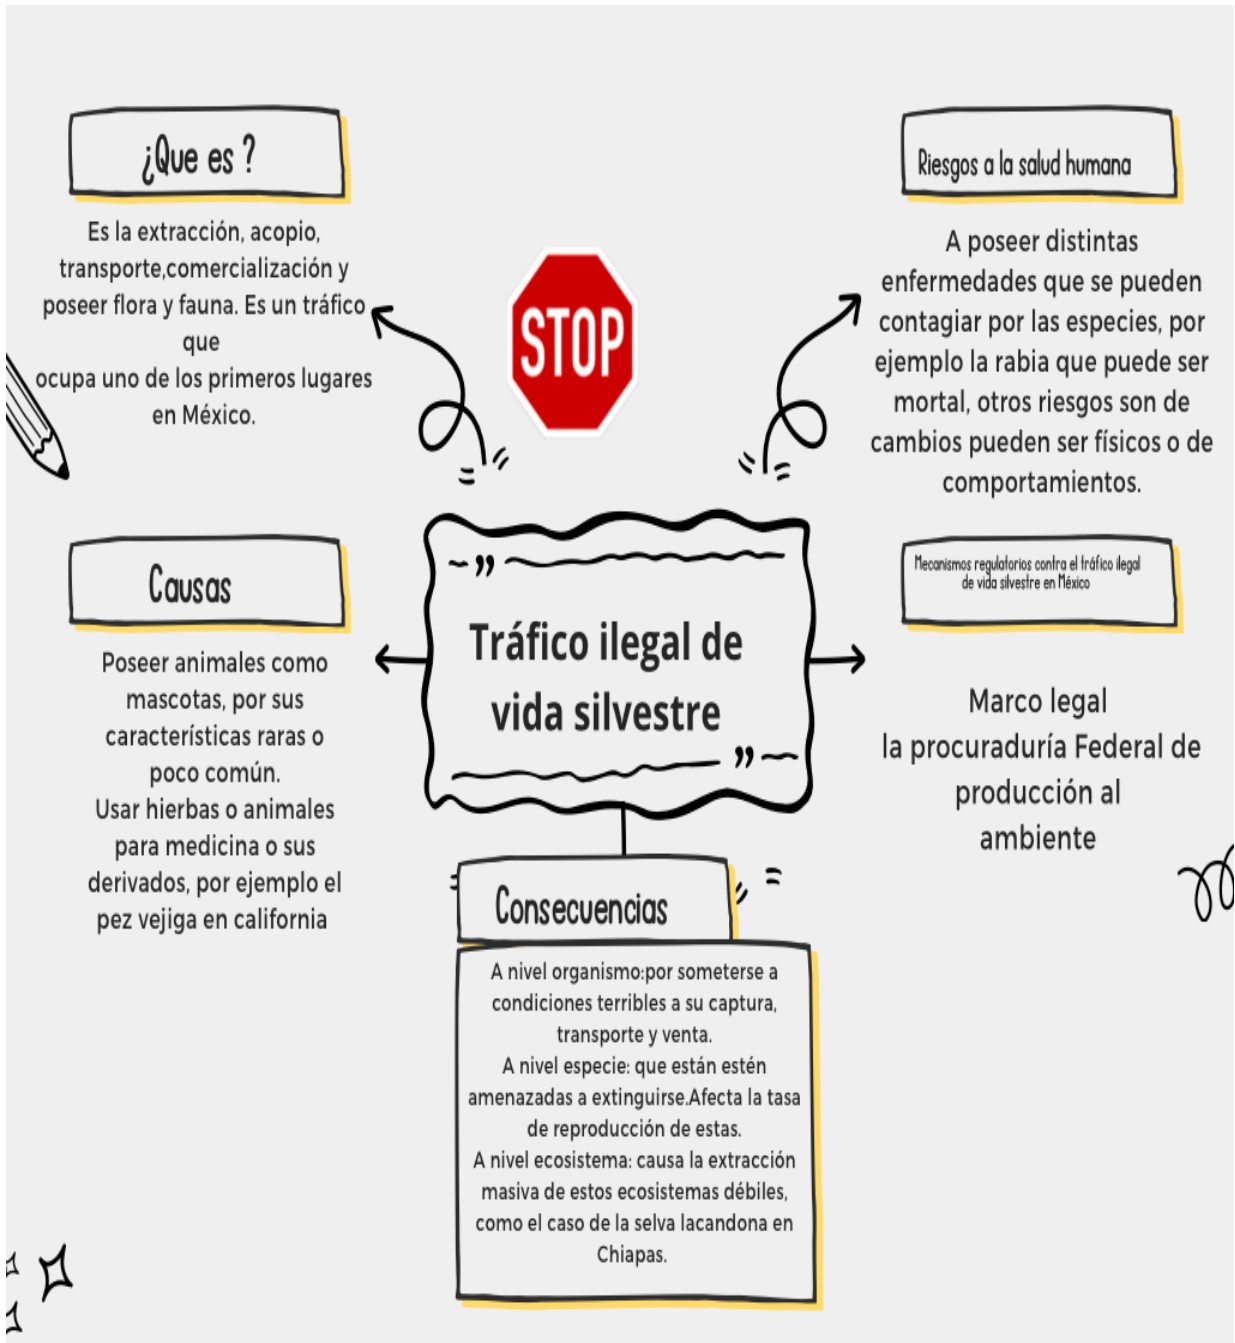 ¿Que es ?
Es la extracción, acopio,
transporte,comercialización y
poseer flora y fauna. Es un tráfico
que
ocupa uno de los primeros lugares
en México.
Causas
Poseer animales como
mascotas, por sus
características raras o
poco común.
Usar hierbas o animales
para medicina o sus
derivados, por ejemplo el
pez vejiga en california
STOP
Tráfico ilegal de
vida silvestre
Consecuencias
A nivel organismo:por someterse a
condiciones terribles a su captura,
transporte y venta.
A nivel especie: que están estén
amenazadas a extinguirse.Afecta la tasa
de reproducción de estas.
A nivel ecosistema: causa la extracción
masiva de estos ecosistemas débiles,
como el caso de la selva lacandona en
Chiapas.
Riesgos a la salud humana
A poseer distintas
enfermedades que se pueden
contagiar por las especies, por
ejemplo la rabia que puede ser
mortal, otros riesgos son de
cambios pueden ser físicos o de
comportamientos.
Mecanismos regulatorios contra el tráfico ilegal
de vida silvestre en México
Marco legal
la procuraduría Federal de
producción al
ambiente